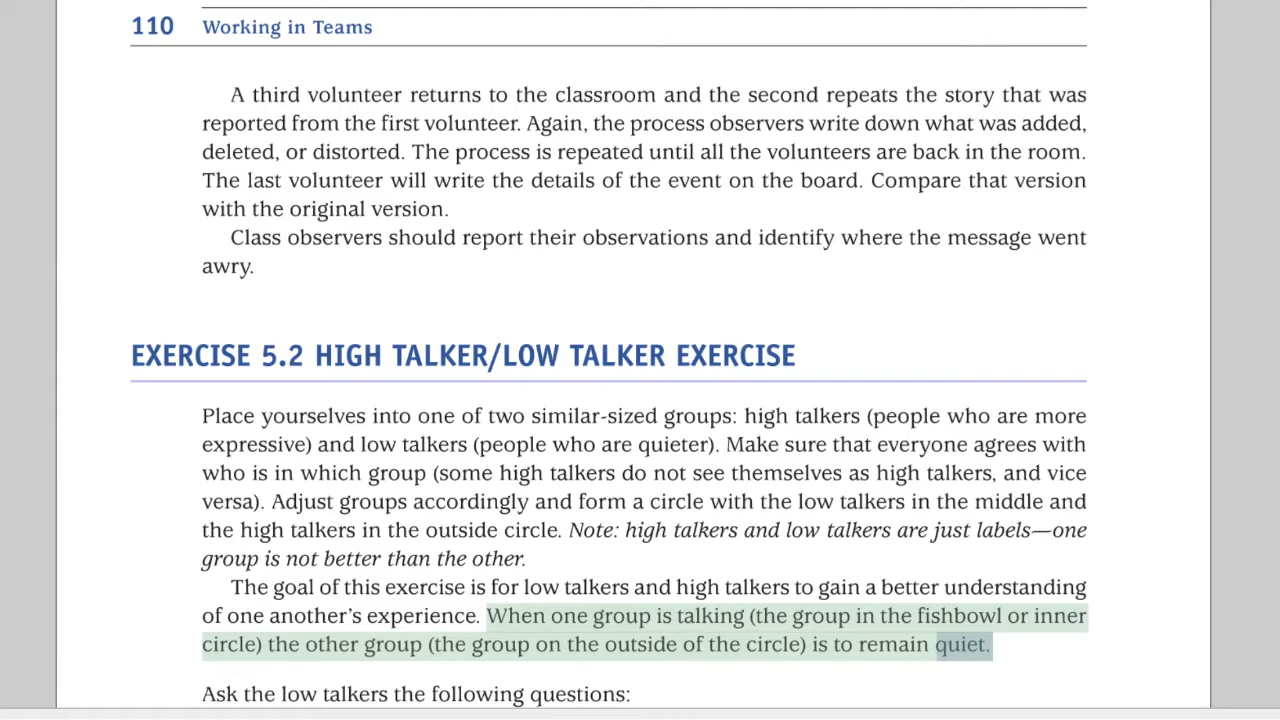 110 Working in Teams
A third volunteer returns to the classroom and the second repeats the story that was
reported from the first volunteer. Again, the process observers write down what was added,
deleted, or distorted. The process is repeated until all the volunteers are back in the room.
The last volunteer will write the details of the event on the board. Compare that version
with the original version.
Class observers should report their observations and identify where the message went
awry.
EXERCISE 5.2 HIGH TALKER/LOW TALKER EXERCISE
Place yourselves into one of two similar-sized groups: high talkers (people who are more
expressive) and low talkers (people who are quieter). Make sure that everyone agrees with
who is in which group (some high talkers do not see themselves as high talkers, and vice
versa). Adjust groups accordingly and form a circle with the low talkers in the middle and
the high talkers in the outside circle. Note: high talkers and low talkers are just labels—one
group is not better than the other.
The goal of this exercise is for low talkers and high talkers to gain a better understanding
of one another's experience. When one group is talking (the group in the fishbowl or inner
circle) the other group (the group on the outside of the circle) is to remain quiet.
Ask the low talkers the following questions: